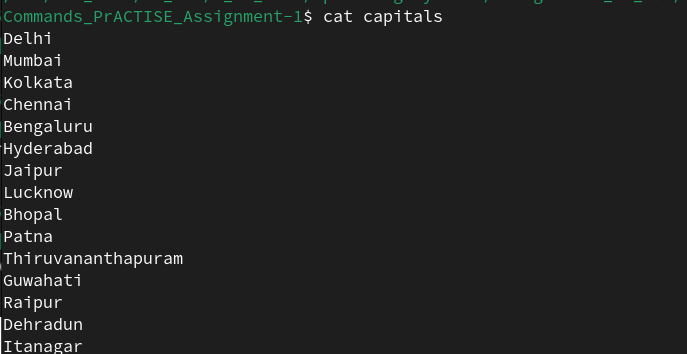 Commands_PrACTISE_Assignment-1$ cat capitals
Delhi
Mumbai
Kolkata
Chennai
Bengaluru
Hyderabad
Jaipur
Lucknow
Bhopal
Patna
Thiruvananthapuram
Guwahati
Raipur
Dehradun
Itanagar